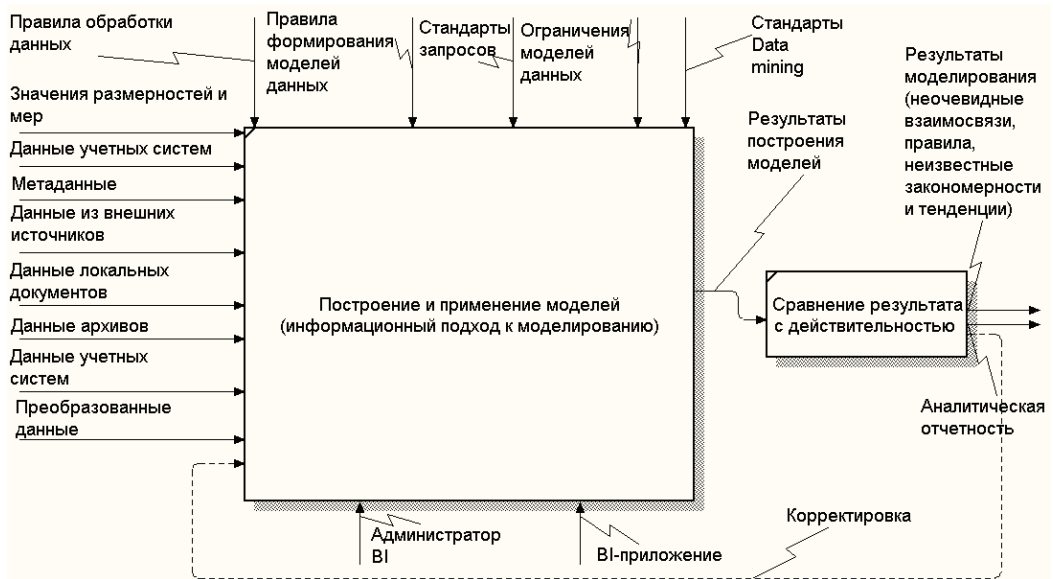 Правила обработки
данных
Правила
формирования
моделей
данных
Стандарты
запросов
Ограничения
моделей
данных
Стандарты
Data
mining
Результаты
моделирования
(неочевидные
взаимосвязи,
правила,
неизвестные
закономерности
и тенденции)
Значения размерностей и
мер
Данные учетных систем
Метаданные
Данные из внешних
источников
Данные локальных
документов
Данные архивов
Данные учетных
систем
Преобразованные
данные
Результаты
построения
моделей
Построение и применение моделей
(информационный подход к моделированию)
Сравнение результата
с действительностью
Аналитическая
отчетность
Администратор
BI
BI-приложение
Корректировка